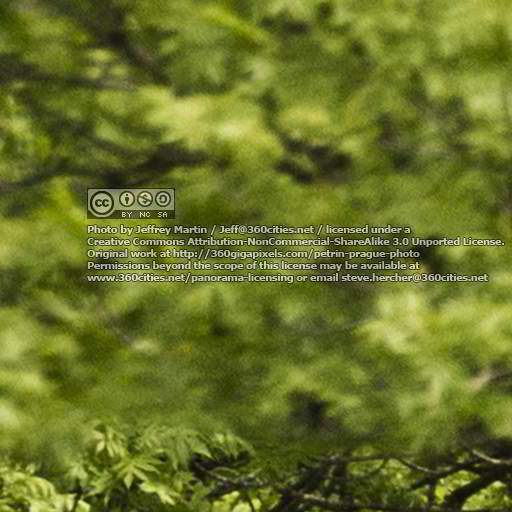 cc
BY NC SA
Photo by Jeffrey Martin / Jeff@360cities.net / licensed under a
Creative Commons Attribution-NonCommercial-ShareAlike 3.0 Unported License.
Original work at http://360gigapixels.com/petrin-prague-photo
Permissions beyond the scope of this license may be available at
www.360cities.net/panorama-licensing or email steve.hercher@360cities.net